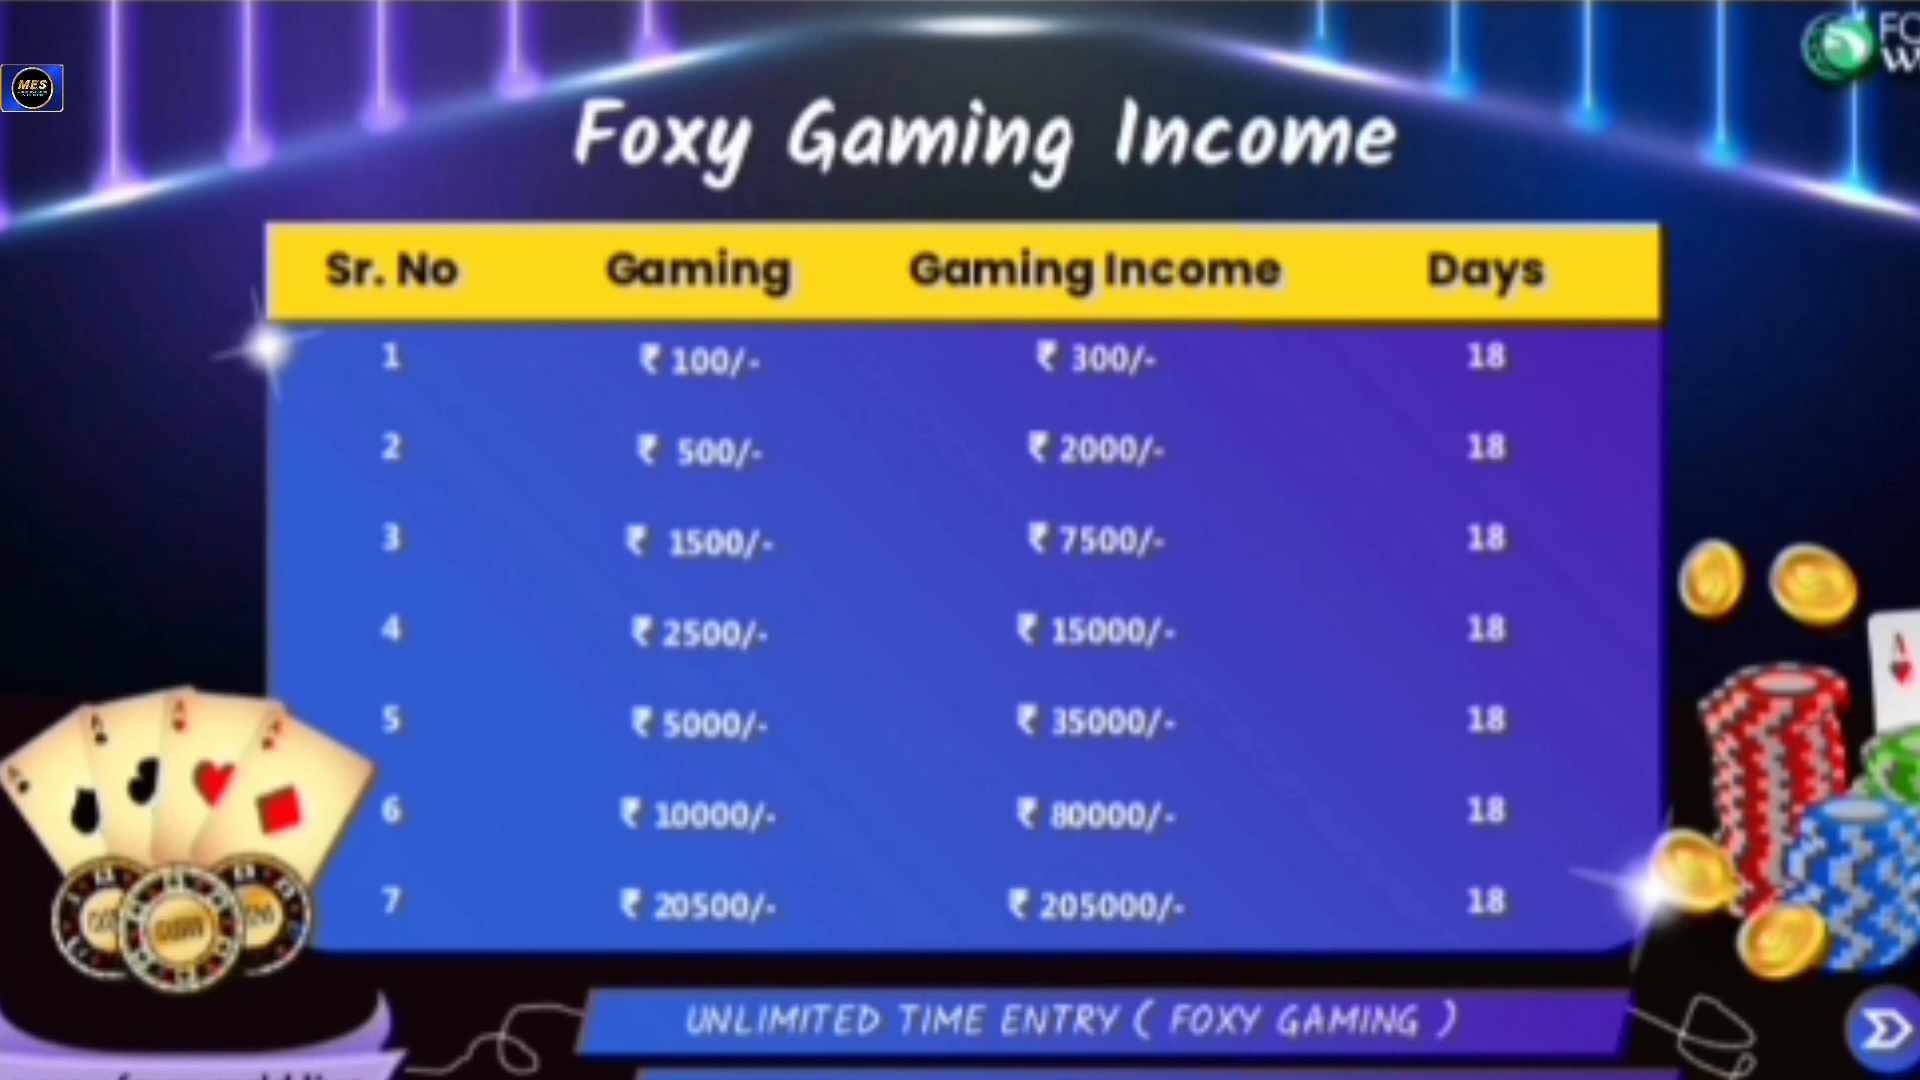 MES
Foxy Gaming Income
Sr. No Gaming Gaming Income Days
1 ₹ 100/- ₹ 300/- 18
2 ₹ 500/- ₹ 2000/- 18
3 ₹ 1500/- ₹ 7500/- 18
4 ₹ 2500/- ₹ 15000/- 18
5 ₹ 5000/- ₹ 35000/- 18
6 ₹ 10000/- ₹ 80000/- 18
7 ₹ 20500/- ₹ 205000/- 18
UNLIMITED TIME ENTRY ( FOXY GAMING )